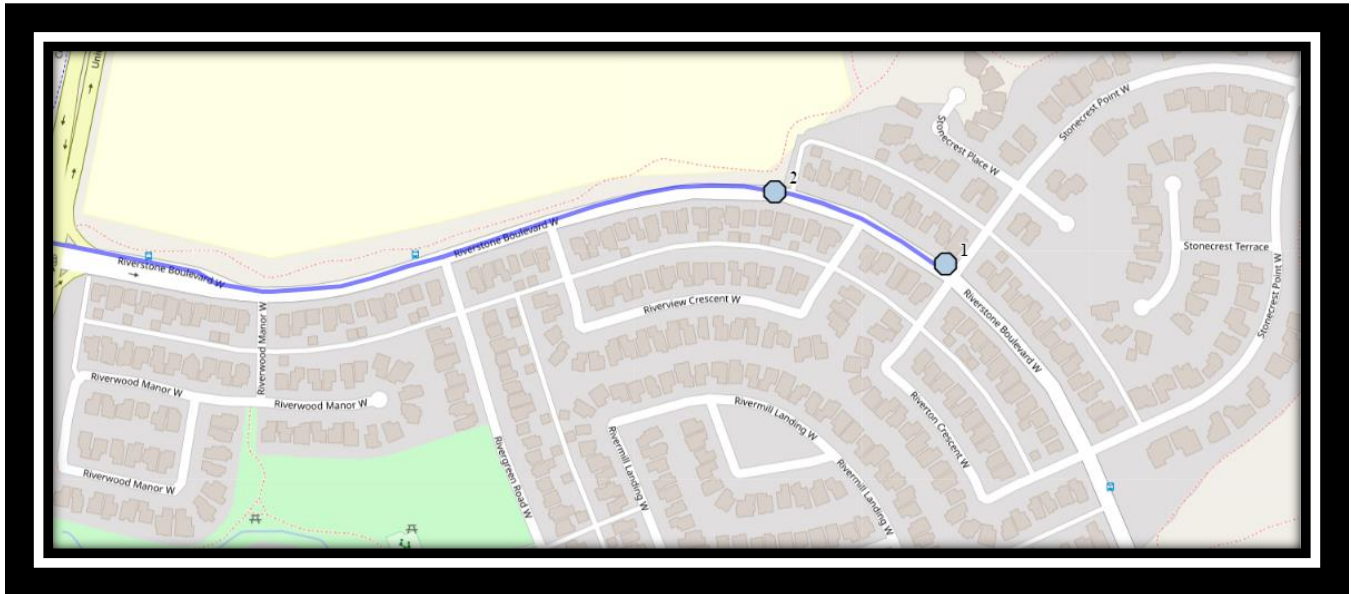 Uni
Stonecrest Point W
Stonecrest Place W
2
Riverstone Boulevard W
1
Stonecrest Terrace
Riverstone Boulevard W
Riverview Crescent W
Riverstone Boulevard W
Stonecrest Point W
Riverwood Manor W
Riverwood Manor W
Riverwood Manor W
Rivermill Landing W
Riverton Crescent W
Rivermill Landing W
Rivergreen Road W
Rivermill Landing W
Riverwood Manor W